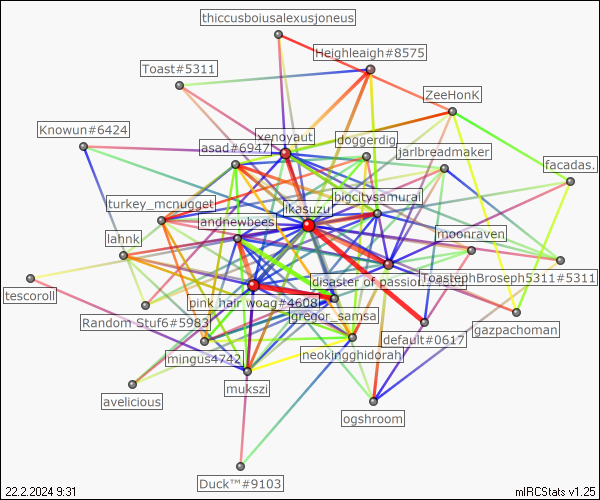 thiccusboiusalexusjoneus
Heighleaigh#8575
Toast#5311
ZeeHonK
Knowun#6424
xenoyaut
doggerdig
asad#6947
jarlbreadmaker
facadas.
bigcitysamurai
turkey_mcnugget
ikasuzu
andnewbees
moonraven
lahnk
ToastephBroseph5311#5311
tescoroll
disaster of passion
pink hair woag#4608
gregor_samsa
Random Stuf6#5983
gazpachoman
default#0617
mingus4742
neokingghidorah
mukszi
avelicious
ogshroom
Duck™#9103
22.2.2024 9:31
mIRCStats v1.25